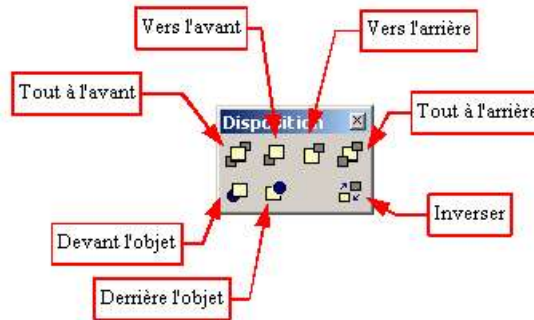 Vers l'avant
Vers l'arrière
Tout à l'avant
Disposition
Tout à l'arrière
Devant l'objet
Inverser
Derrière l'objet